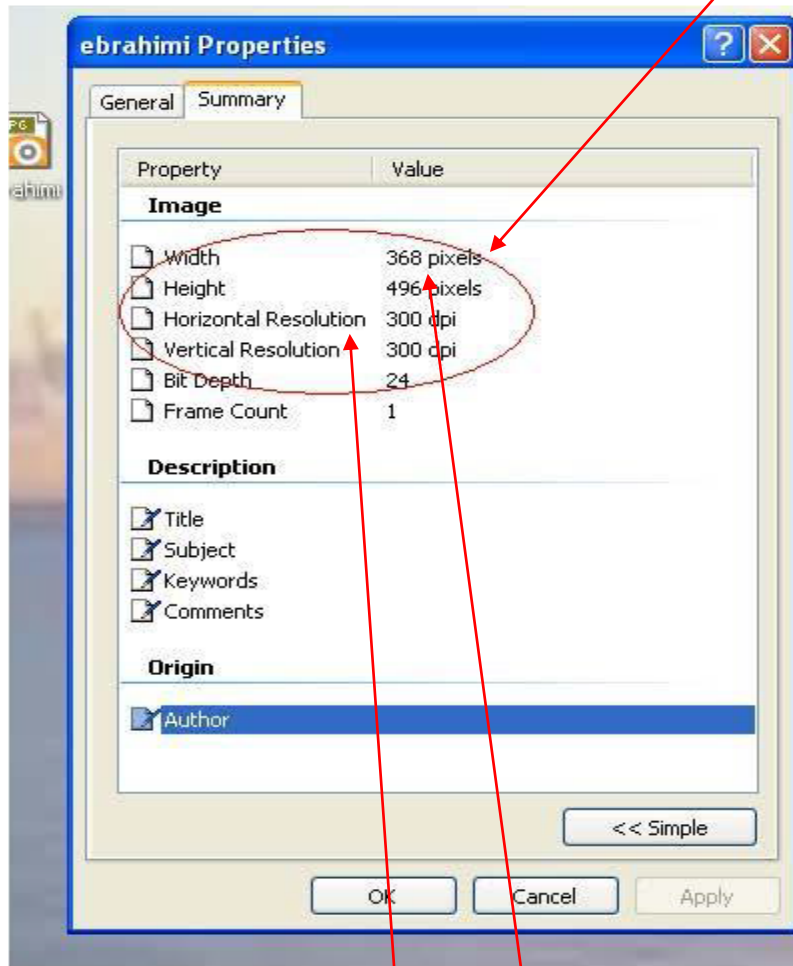 ebrahimi Properties
General Summary
Property Value
Image
Width 368 pixels
Height 496 pixels
Horizontal Resolution 300 dpi
Vertical Resolution 300 dpi
Bit Depth 24
Frame Count 1
Description
Title
Subject
Keywords
Comments
Origin
Author
<< Simple
OK Cancel Apply